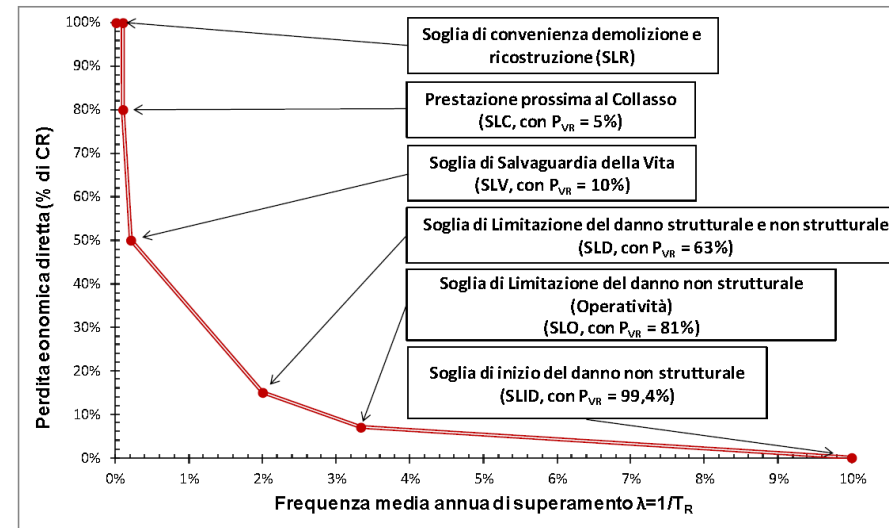 100%
90%
80%
70%
60%
50%
40%
30%
20%
10%
0%
Perdita eonomica diretta (% di CR)
Soglia di convenienza demolizione e
ricostruzione (SLR)
Prestazione prossima al Collasso
(SLC, con PVR = 5%)
Soglia di Salvaguardia della Vita
(SLV, con PVR = 10%)
Soglia di Limitazione del danno strutturale e non strutturale
(SLD, con PVR = 63%)
Soglia di Limitazione del danno non strutturale
(Operatività)
(SLO, con PVR = 81%)
Soglia di inizio del danno non strutturale
(SLID, con PVR = 99,4%)
0% 1% 2% 3% 4% 5% 6% 7% 8% 9% 10%
Frequenza media annua di superamento λ=1/TR